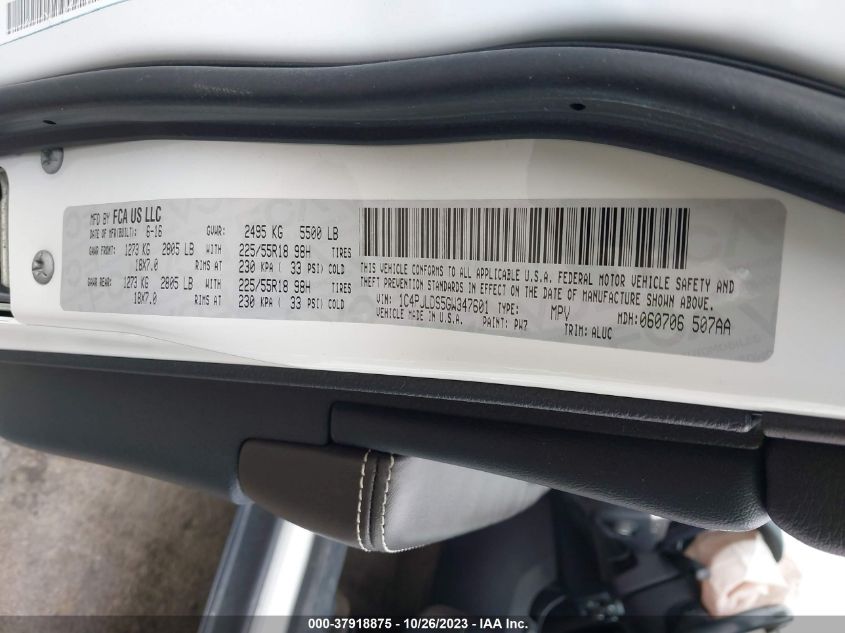 MFD BY FCA US LLC
DATE OF MFR(BUILT): 6-16 GVWR: 2495 KG 5500 LB
GAWR FRONT: 1273 KG 2805 LB WITH 225/55R18 98H TIRES
18X7.0 RIMS AT 230 KPA ( 33 PSI) COLD
GAWR REAR: 1273 KG 2805 LB WITH 225/55R18 98H TIRES
18X7.0 RIMS AT 230 KPA ( 33 PSI) COLD
THIS VEHICLE CONFORMS TO ALL APPLICABLE U.S.A. FEDERAL MOTOR VEHICLE SAFETY AND
THEFT PREVENTION STANDARDS IN EFFECT ON THE DATE OF MANUFACTURE SHOWN ABOVE.
VIN: 1C4PJLDS5GW347601 TYPE: MPV MDH:060706 507AA
VEHICLE MADE IN U.S.A. PAINT: PW7 TRIM: ALUC
000-37918875 - 10/26/2023 - IAA Inc.